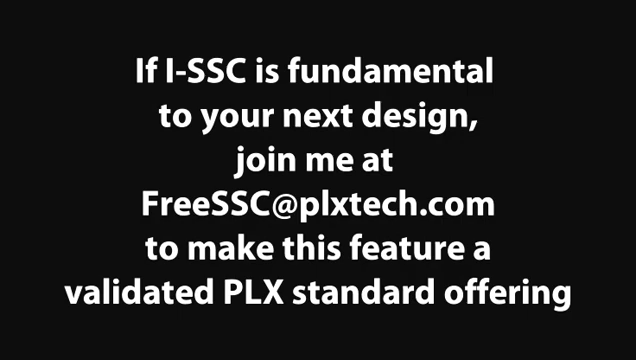 If I-SSC is fundamental
to your next design,
join me at
FreeSSC@plxtech.com
to make this feature a
validated PLX standard offering